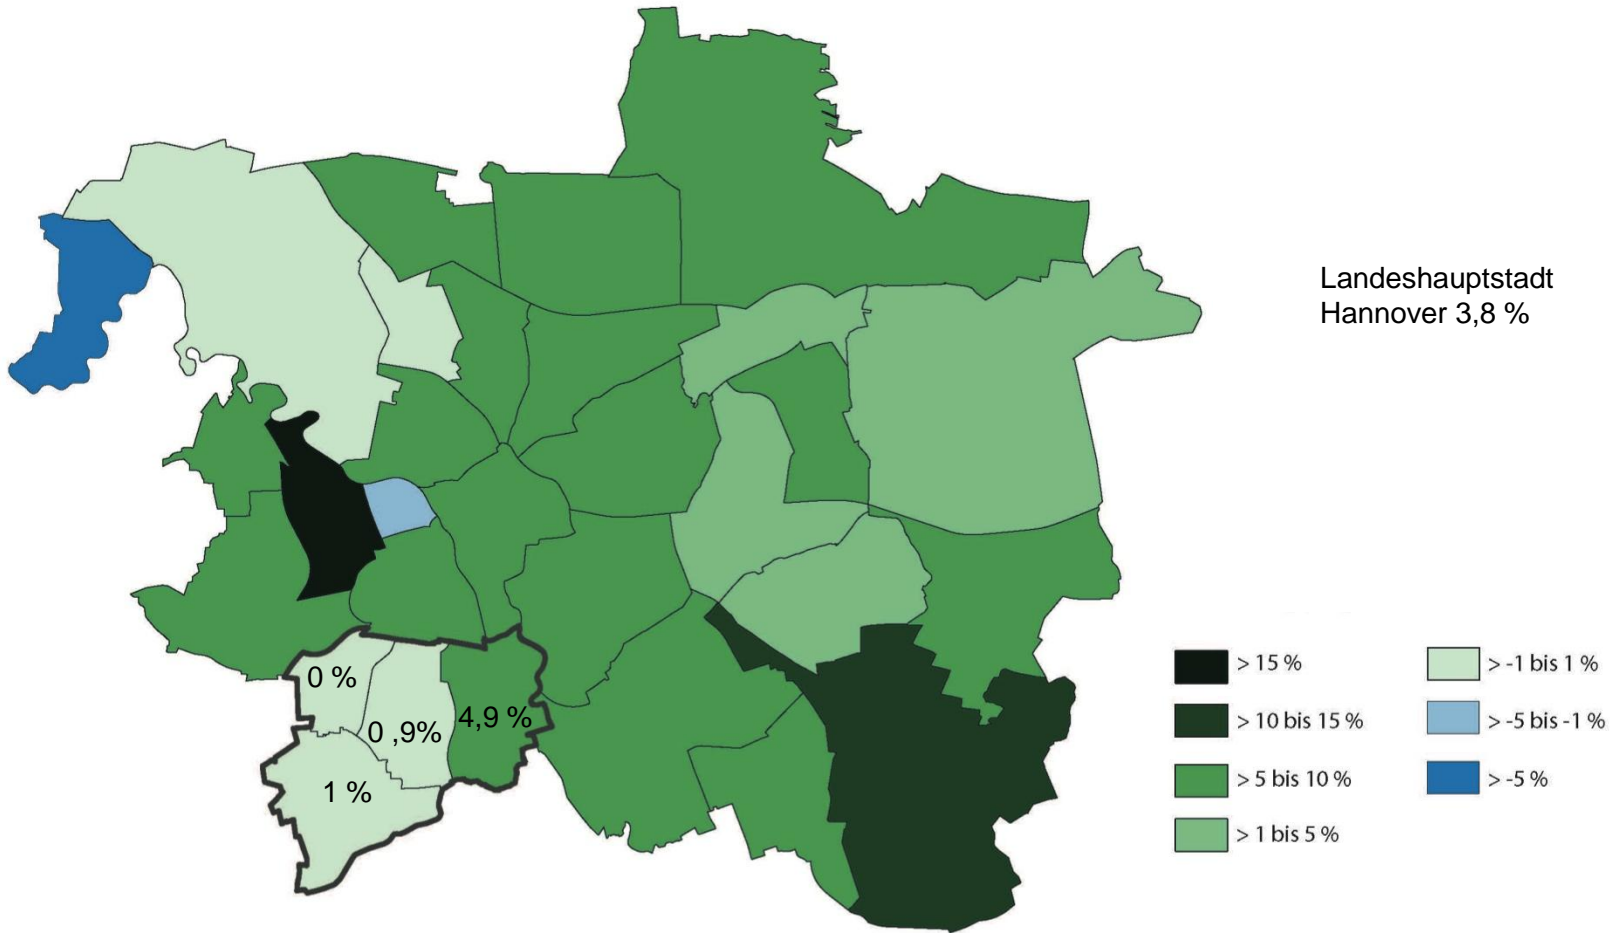 Landeshauptstadt
Hannover 3,8 %
0 %
0 ,9%
4,9 %
1 %
> 15 %
> 10 bis 15 %
> 5 bis 10 %
> 1 bis 5 %
> -1 bis 1 %
> -5 bis -1 %
> -5 %